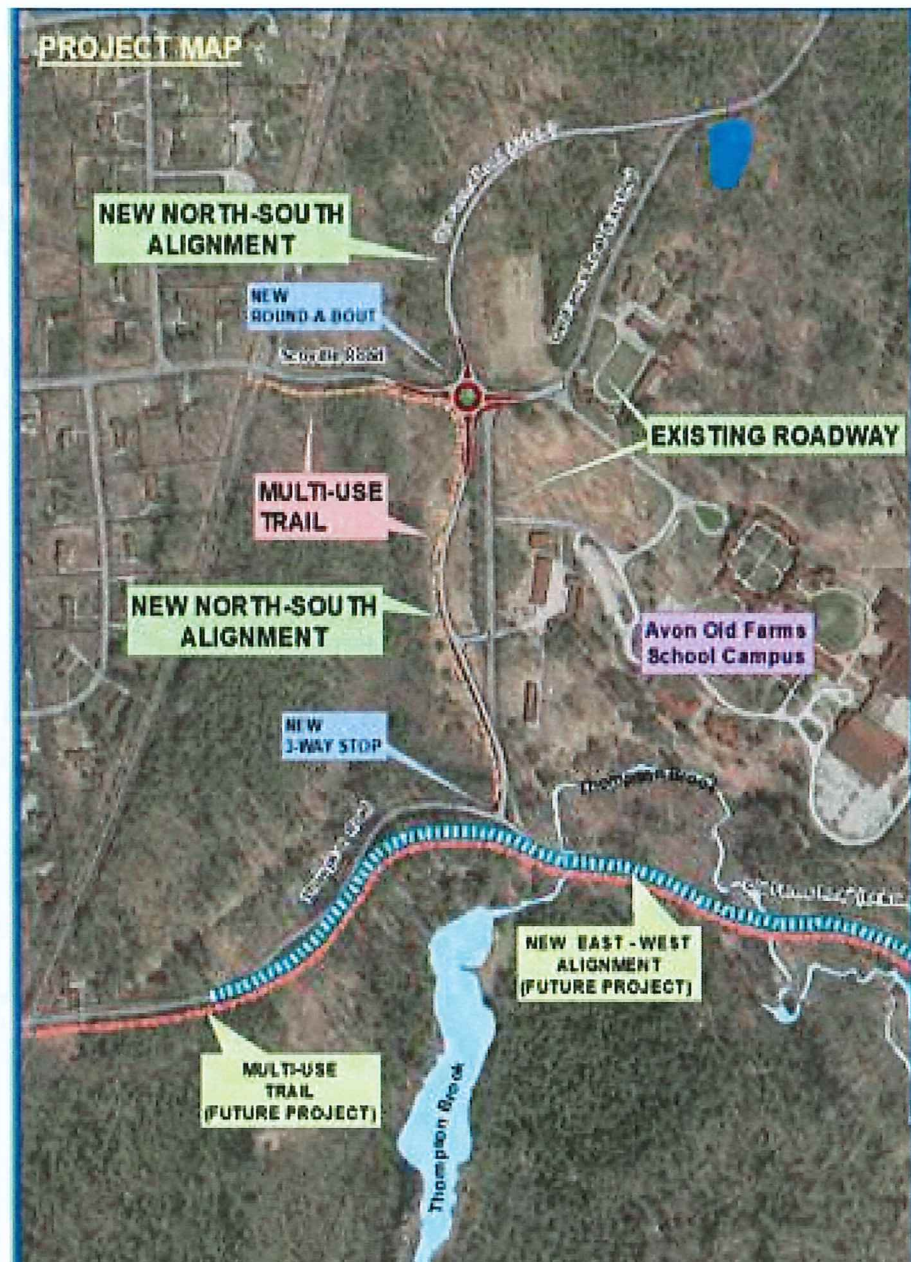 PROJECT MAP
NEW NORTH-SOUTH
ALIGNMENT
NEW
ROUND A BOUT
Scoville Road
EXISTING ROADWAY
MULTI-USE
TRAIL
NEW NORTH-SOUTH
ALIGNMENT
Avon Old Farms
School Campus
NEW
3-WAY STOP
Thompson Brook
NEW EAST - WEST
ALIGNMENT
(FUTURE PROJECT)
MULTI-USE
TRAIL
(FUTURE PROJECT)
Thompson Brook